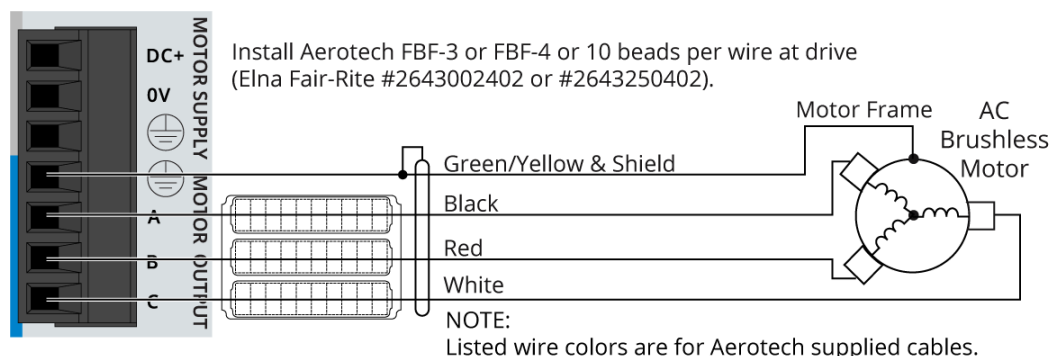 Install Aerotech FBF-3 or FBF-4 or 10 beads per wire at drive
(Elna Fair-Rite #2643002402 or #2643250402).
DC+
0V
A
B
C
MOTOR SUPPLY
MOTOR OUTPUT
Motor Frame
AC
Brushless
Motor
Green/Yellow & Shield
Black
Red
White
NOTE:
Listed wire colors are for Aerotech supplied cables.